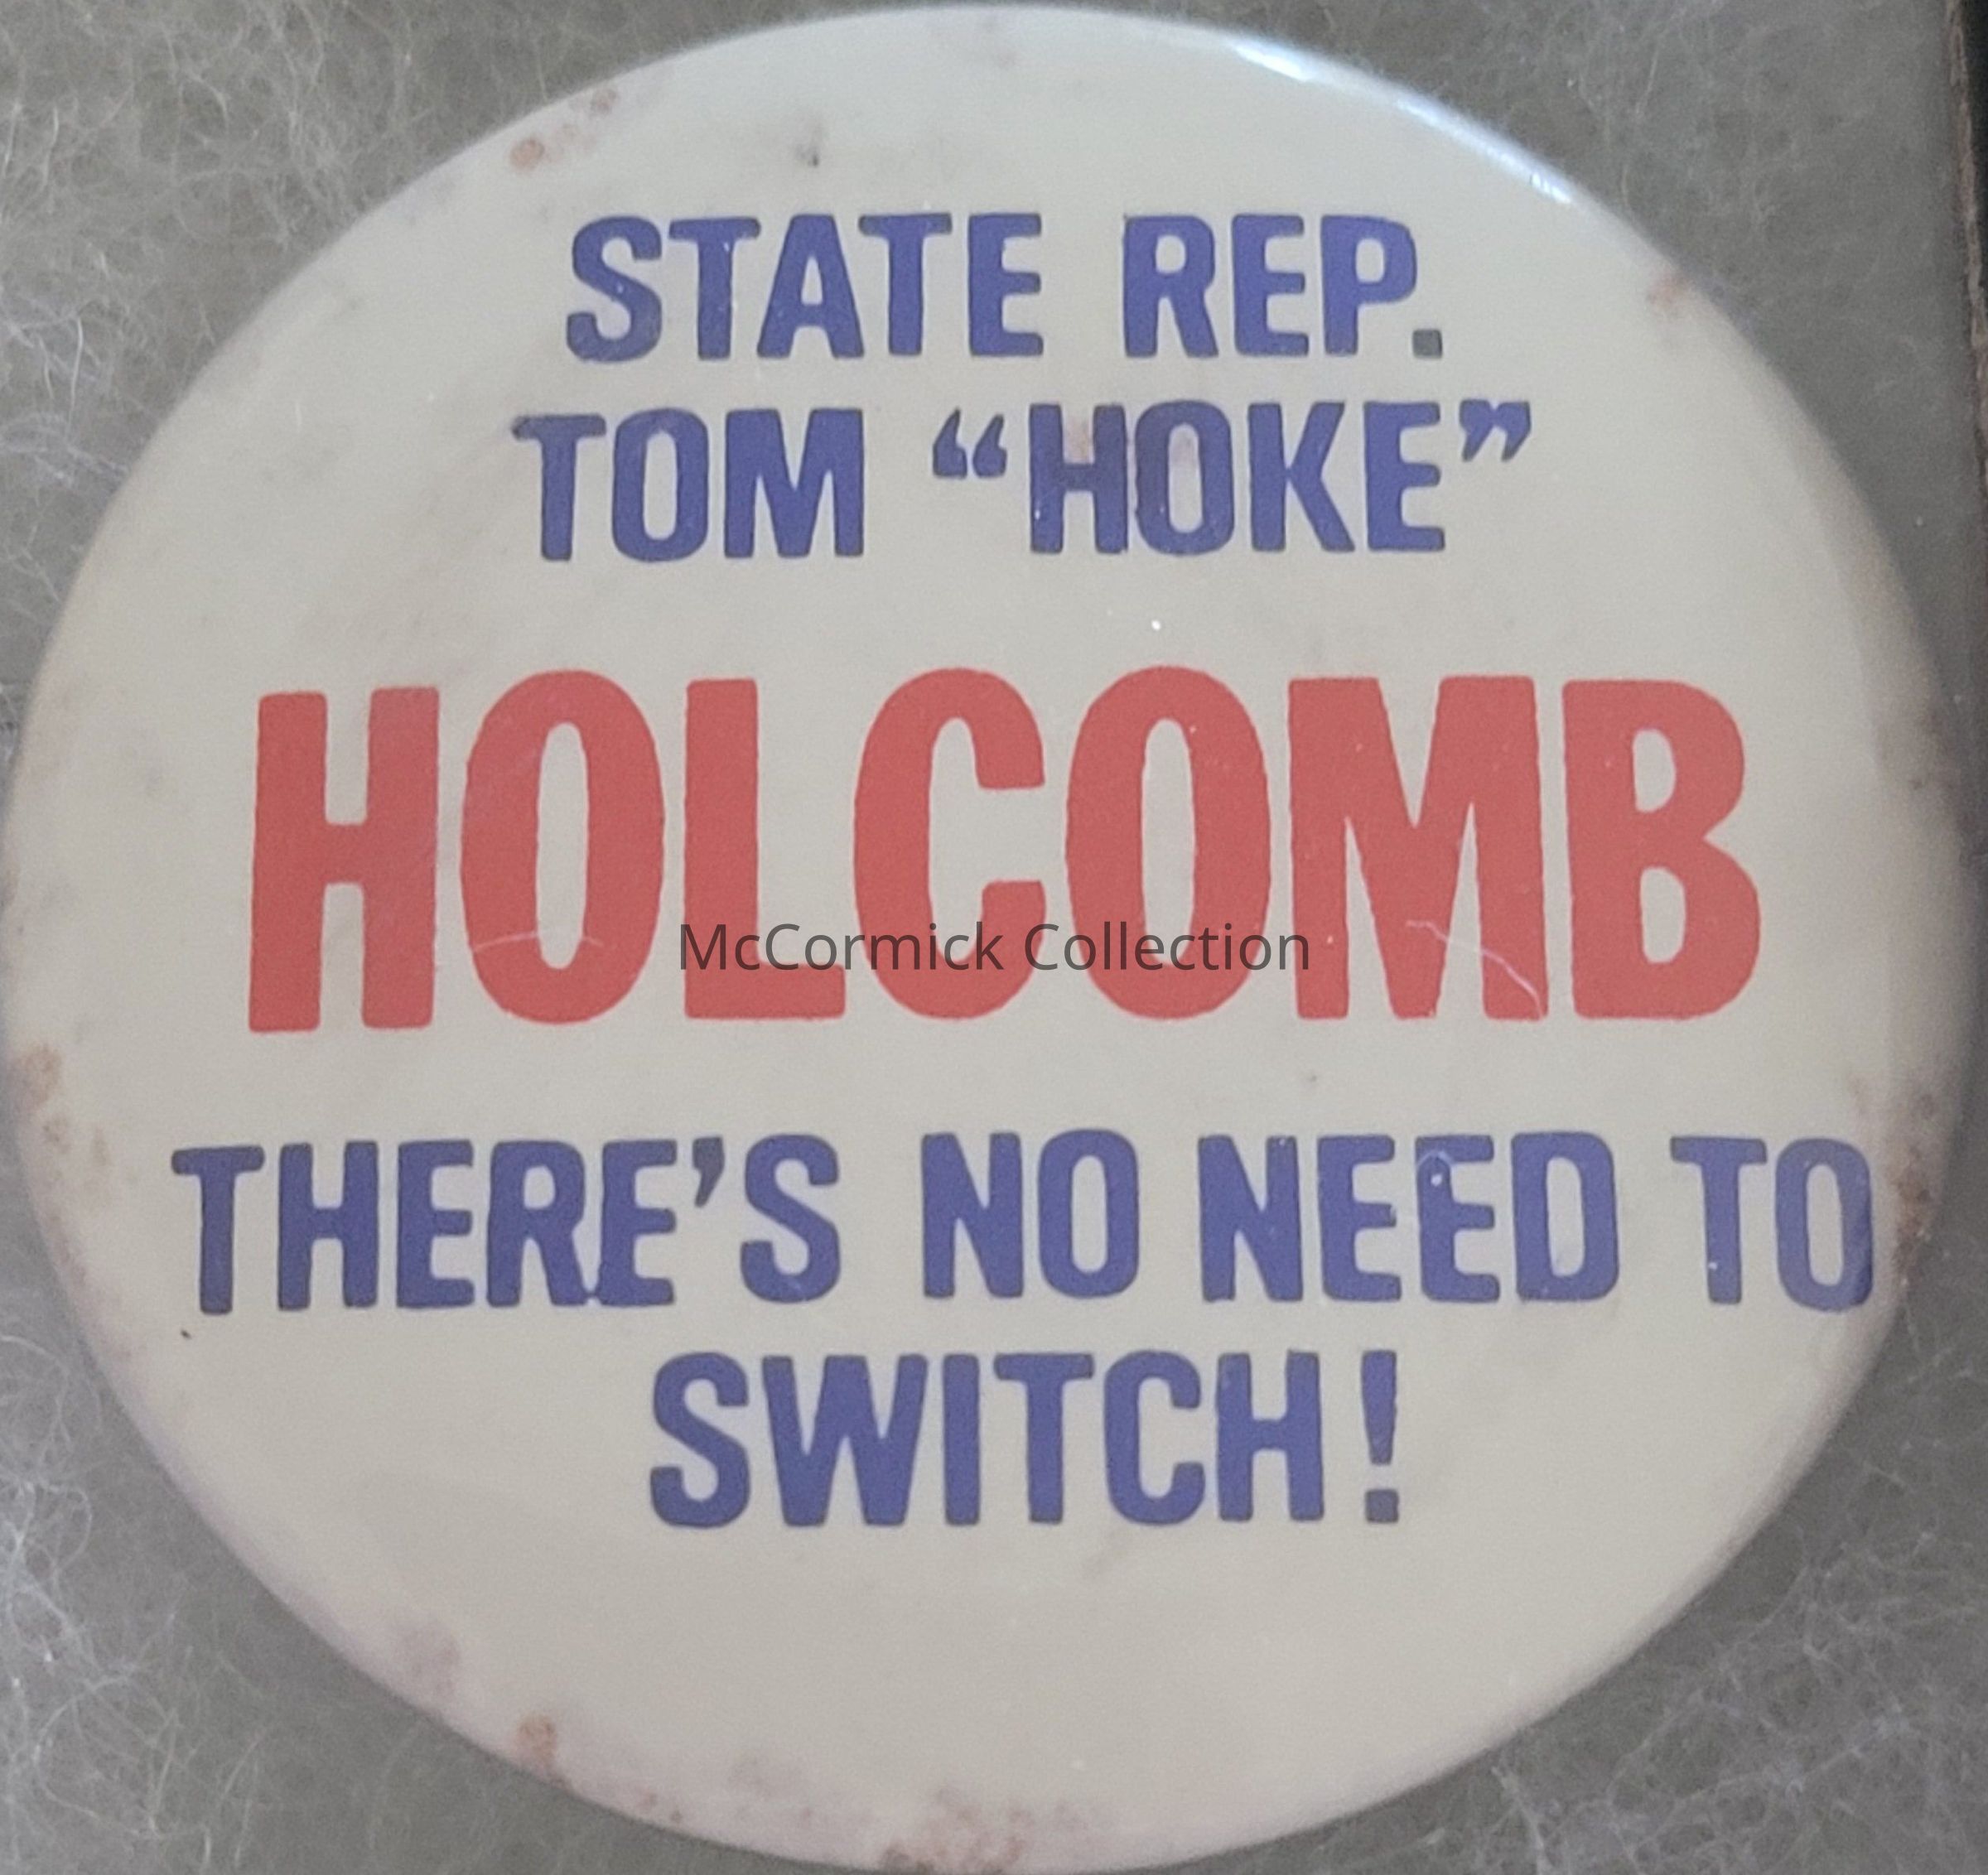 STATE REP.
TOM “HOKE”
HOLCOMB
McCormick Collection
THERE’S NO NEED TO
SWITCH!